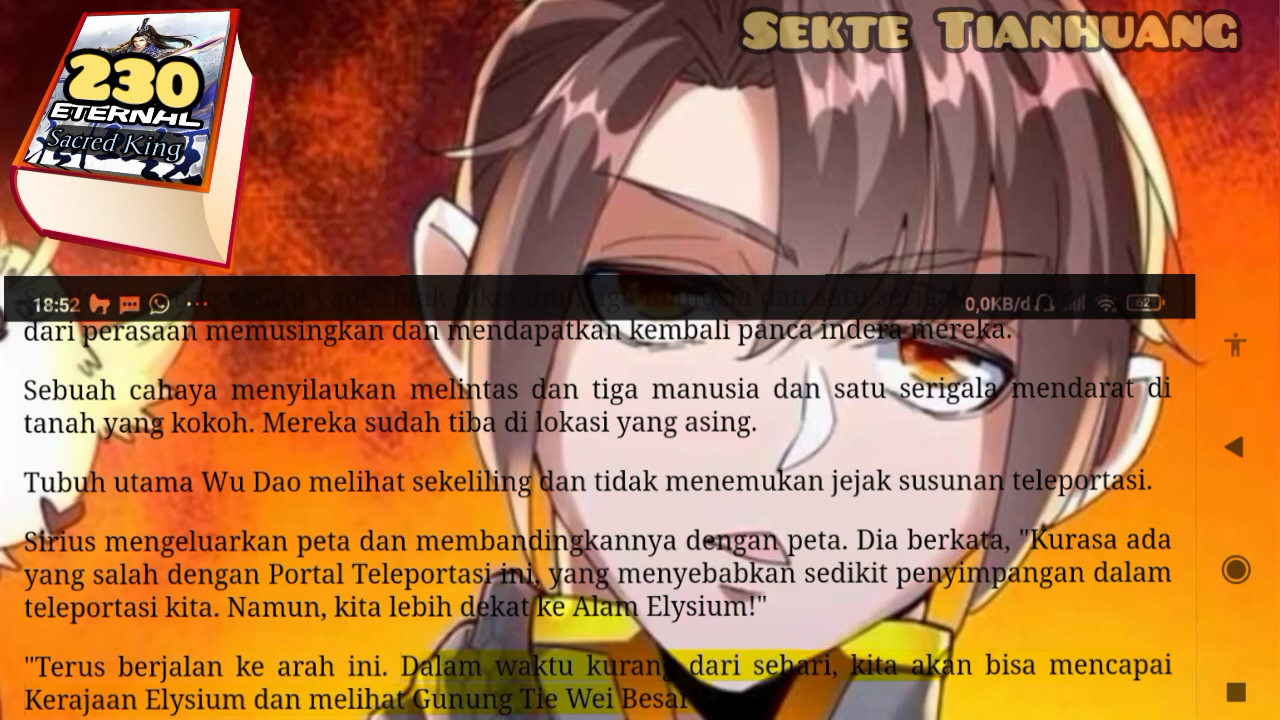 SEKTE TIANHUANG
230
ETERNAL
Sacred King
18:52
0,0KB/d
62
dari perasaan memusingkan dan mendapatkan kembali panca indera mereka.
Sebuah cahaya menyilaukan melintas dan tiga manusia dan satu serigala mendarat di
tanah yang kokoh. Mereka sudah tiba di lokasi yang asing.
Tubuh utama Wu Dao melihat sekeliling dan tidak menemukan jejak susunan teleportasi.
Sirius mengeluarkan peta dan membandingkannya dengan peta. Dia berkata, "Kurasa ada
yang salah dengan Portal Teleportasi ini, yang menyebabkan sedikit penyimpangan dalam
teleportasi kita. Namun, kita lebih dekat ke Alam Elysium!"
"Terus berjalan ke arah ini. Dalam waktu kurang dari sehari, kita akan bisa mencapai
Kerajaan Elysium dan melihat Gunung Tie Wei Besar